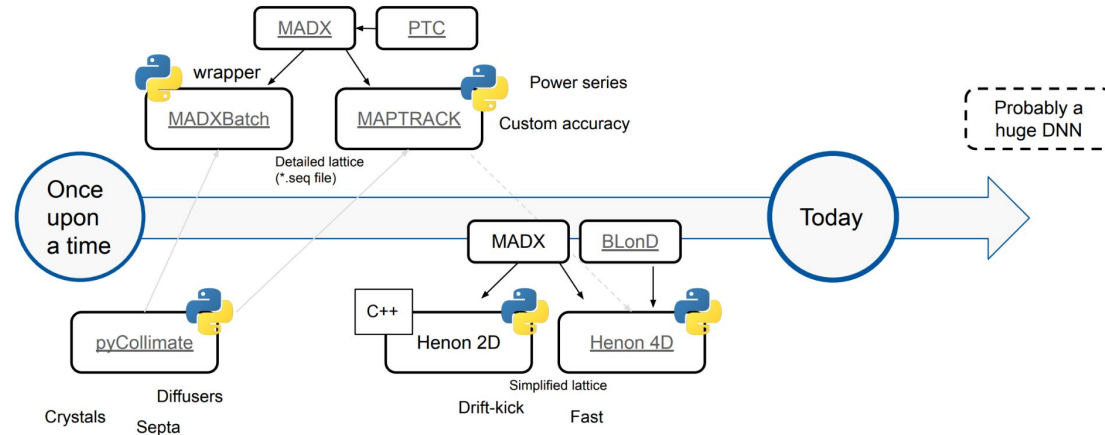 MADX
PTC
wrapper
MADXBatch
MAPTRACK
Power series
Custom accuracy
Detailed lattice
(*.seq file)
Probably a
huge DNN
Once
upon
a time
Today
MADX
BLonD
C++
Henon 2D
Henon 4D
pyCollimate
Simplified lattice
Drift-kick
Fast
Diffusers
Crystals
Septa